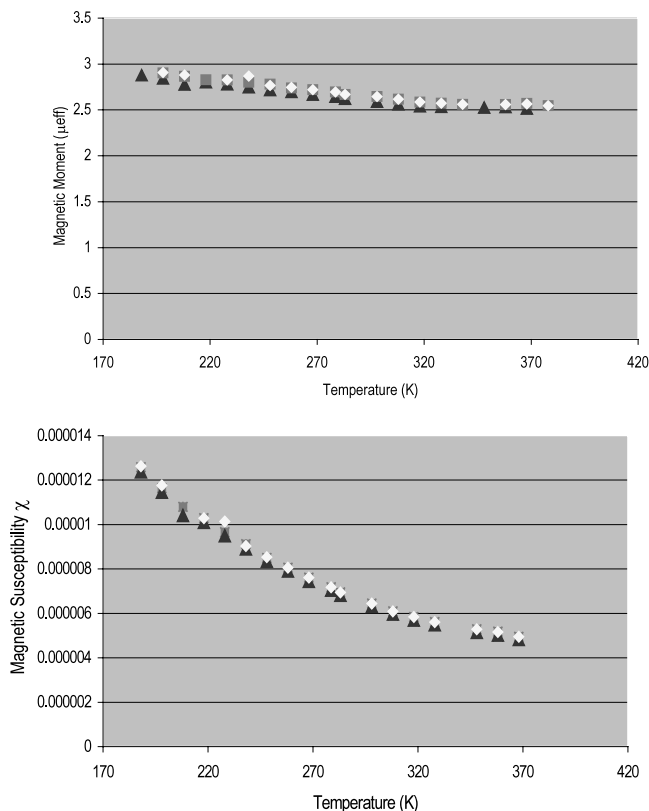 3.5
3
2.5
2
1.5
1
0.5
0
Magnetic Moment (μeff)
170 220 270 320 370 420
Temperature (K)
0.000014
0.000012
0.00001
0.000008
0.000006
0.000004
0.000002
0
Magnetic Susceptibility χ
170 220 270 320 370 420
Temperature (K)